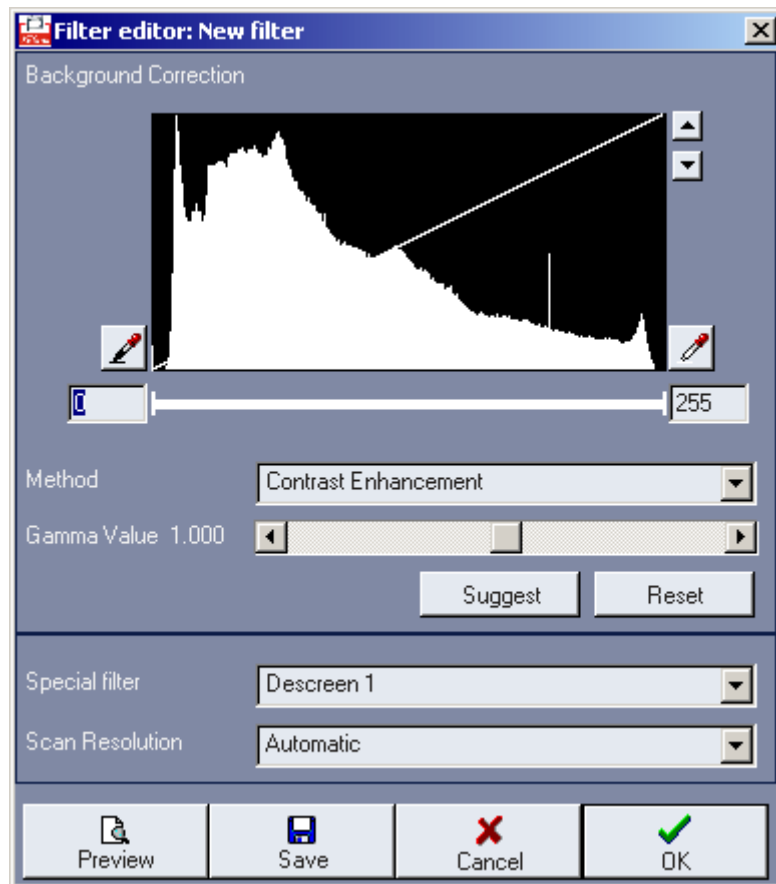 Filter editor: New filter
Background Correction
0
255
Method
Contrast Enhancement
Gamma Value 1.000
Suggest
Reset
Special filter
Descreen 1
Scan Resolution
Automatic
Preview
Save
Cancel
OK